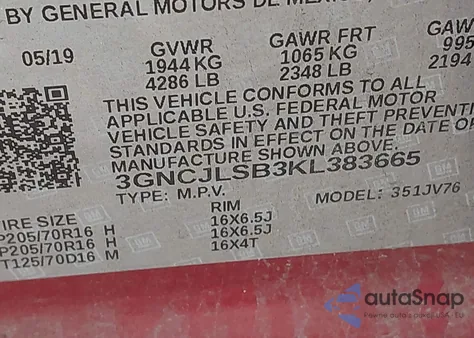 BY GENERAL MOTORS DE
05/19 GVWR GAWR FRT GAW
1944 KG 1065 KG 995
4286 LB 2348 LB 2194
THIS VEHICLE CONFORMS TO ALL
APPLICABLE U.S. FEDERAL MOTOR
VEHICLE SAFETY AND THEFT PREVENTI
STANDARDS IN EFFECT ON THE DATE OF
MANUFACTURE SHOWN ABOVE.
3GNCJLSB3KL383665
TYPE: M.P.V. MODEL: 351JV76
IRE SIZE RIM
P205/70R16 H 16X6.5J
P205/70R16 H 16X6.5J
T125/70D16 M 16X4T
autoSnap